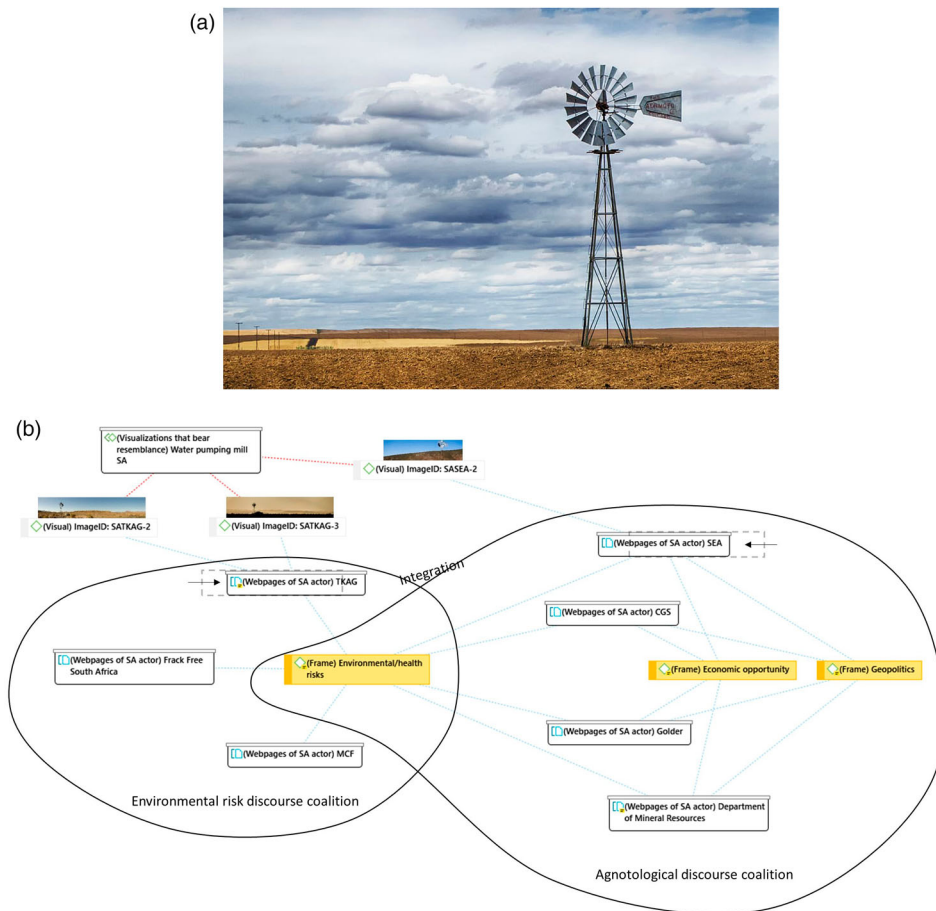 (a)
(b)
(Visualizations that bear
resemblance) Water pumping mill
SA
(Visual) ImageID: SASEA-2
(Visual) ImageID: SATKAG-2
(Visual) ImageID: SATKAG-3
(Webpages of SA actor) SEA
Integration
(Webpages of SA actor) TKAG
(Webpages of SA actor) CGS
(Webpages of SA actor) Frack Free
South Africa
(Frame) Environmental/health
risks
(Frame) Economic opportunity
(Frame) Geopolitics
(Webpages of SA actor) Golder
(Webpages of SA actor) MCF
Environmental risk discourse coalition
(Webpages of SA actor) Department
of Mineral Resources
Agnotological discourse coalition